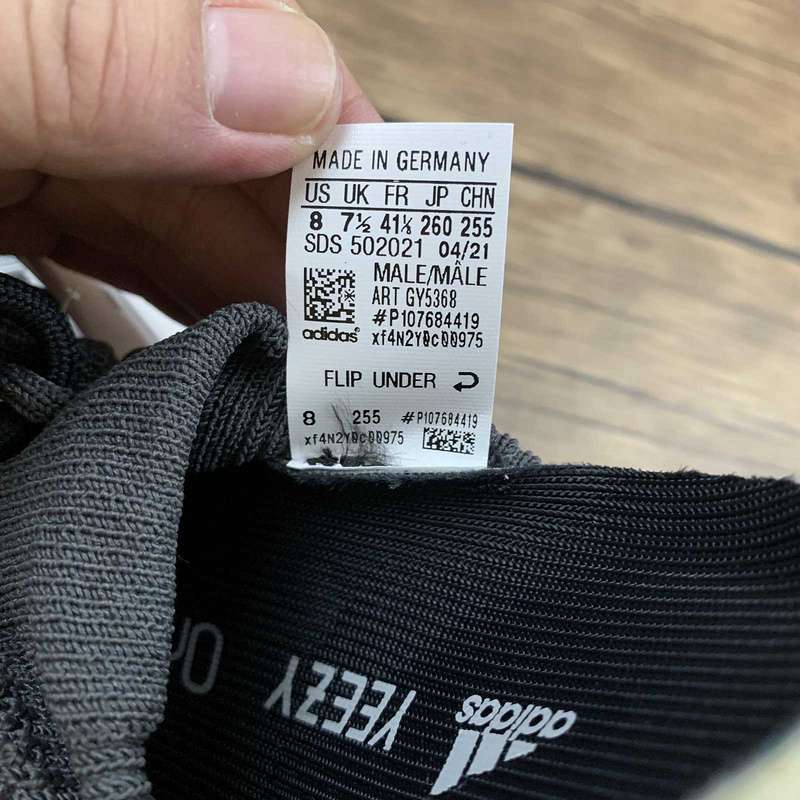 MADE IN GERMANY
US UK FR JP CHN
8 7½ 41⅓ 260 255
SDS 502021 04/21
MALE/MÂLE
ART GY5368
#P107684419
adidas® xf4N2Y0c00975
FLIP UNDER
8 255 #P107684419
xf4N2Y0c00975
YEEZY
adidas